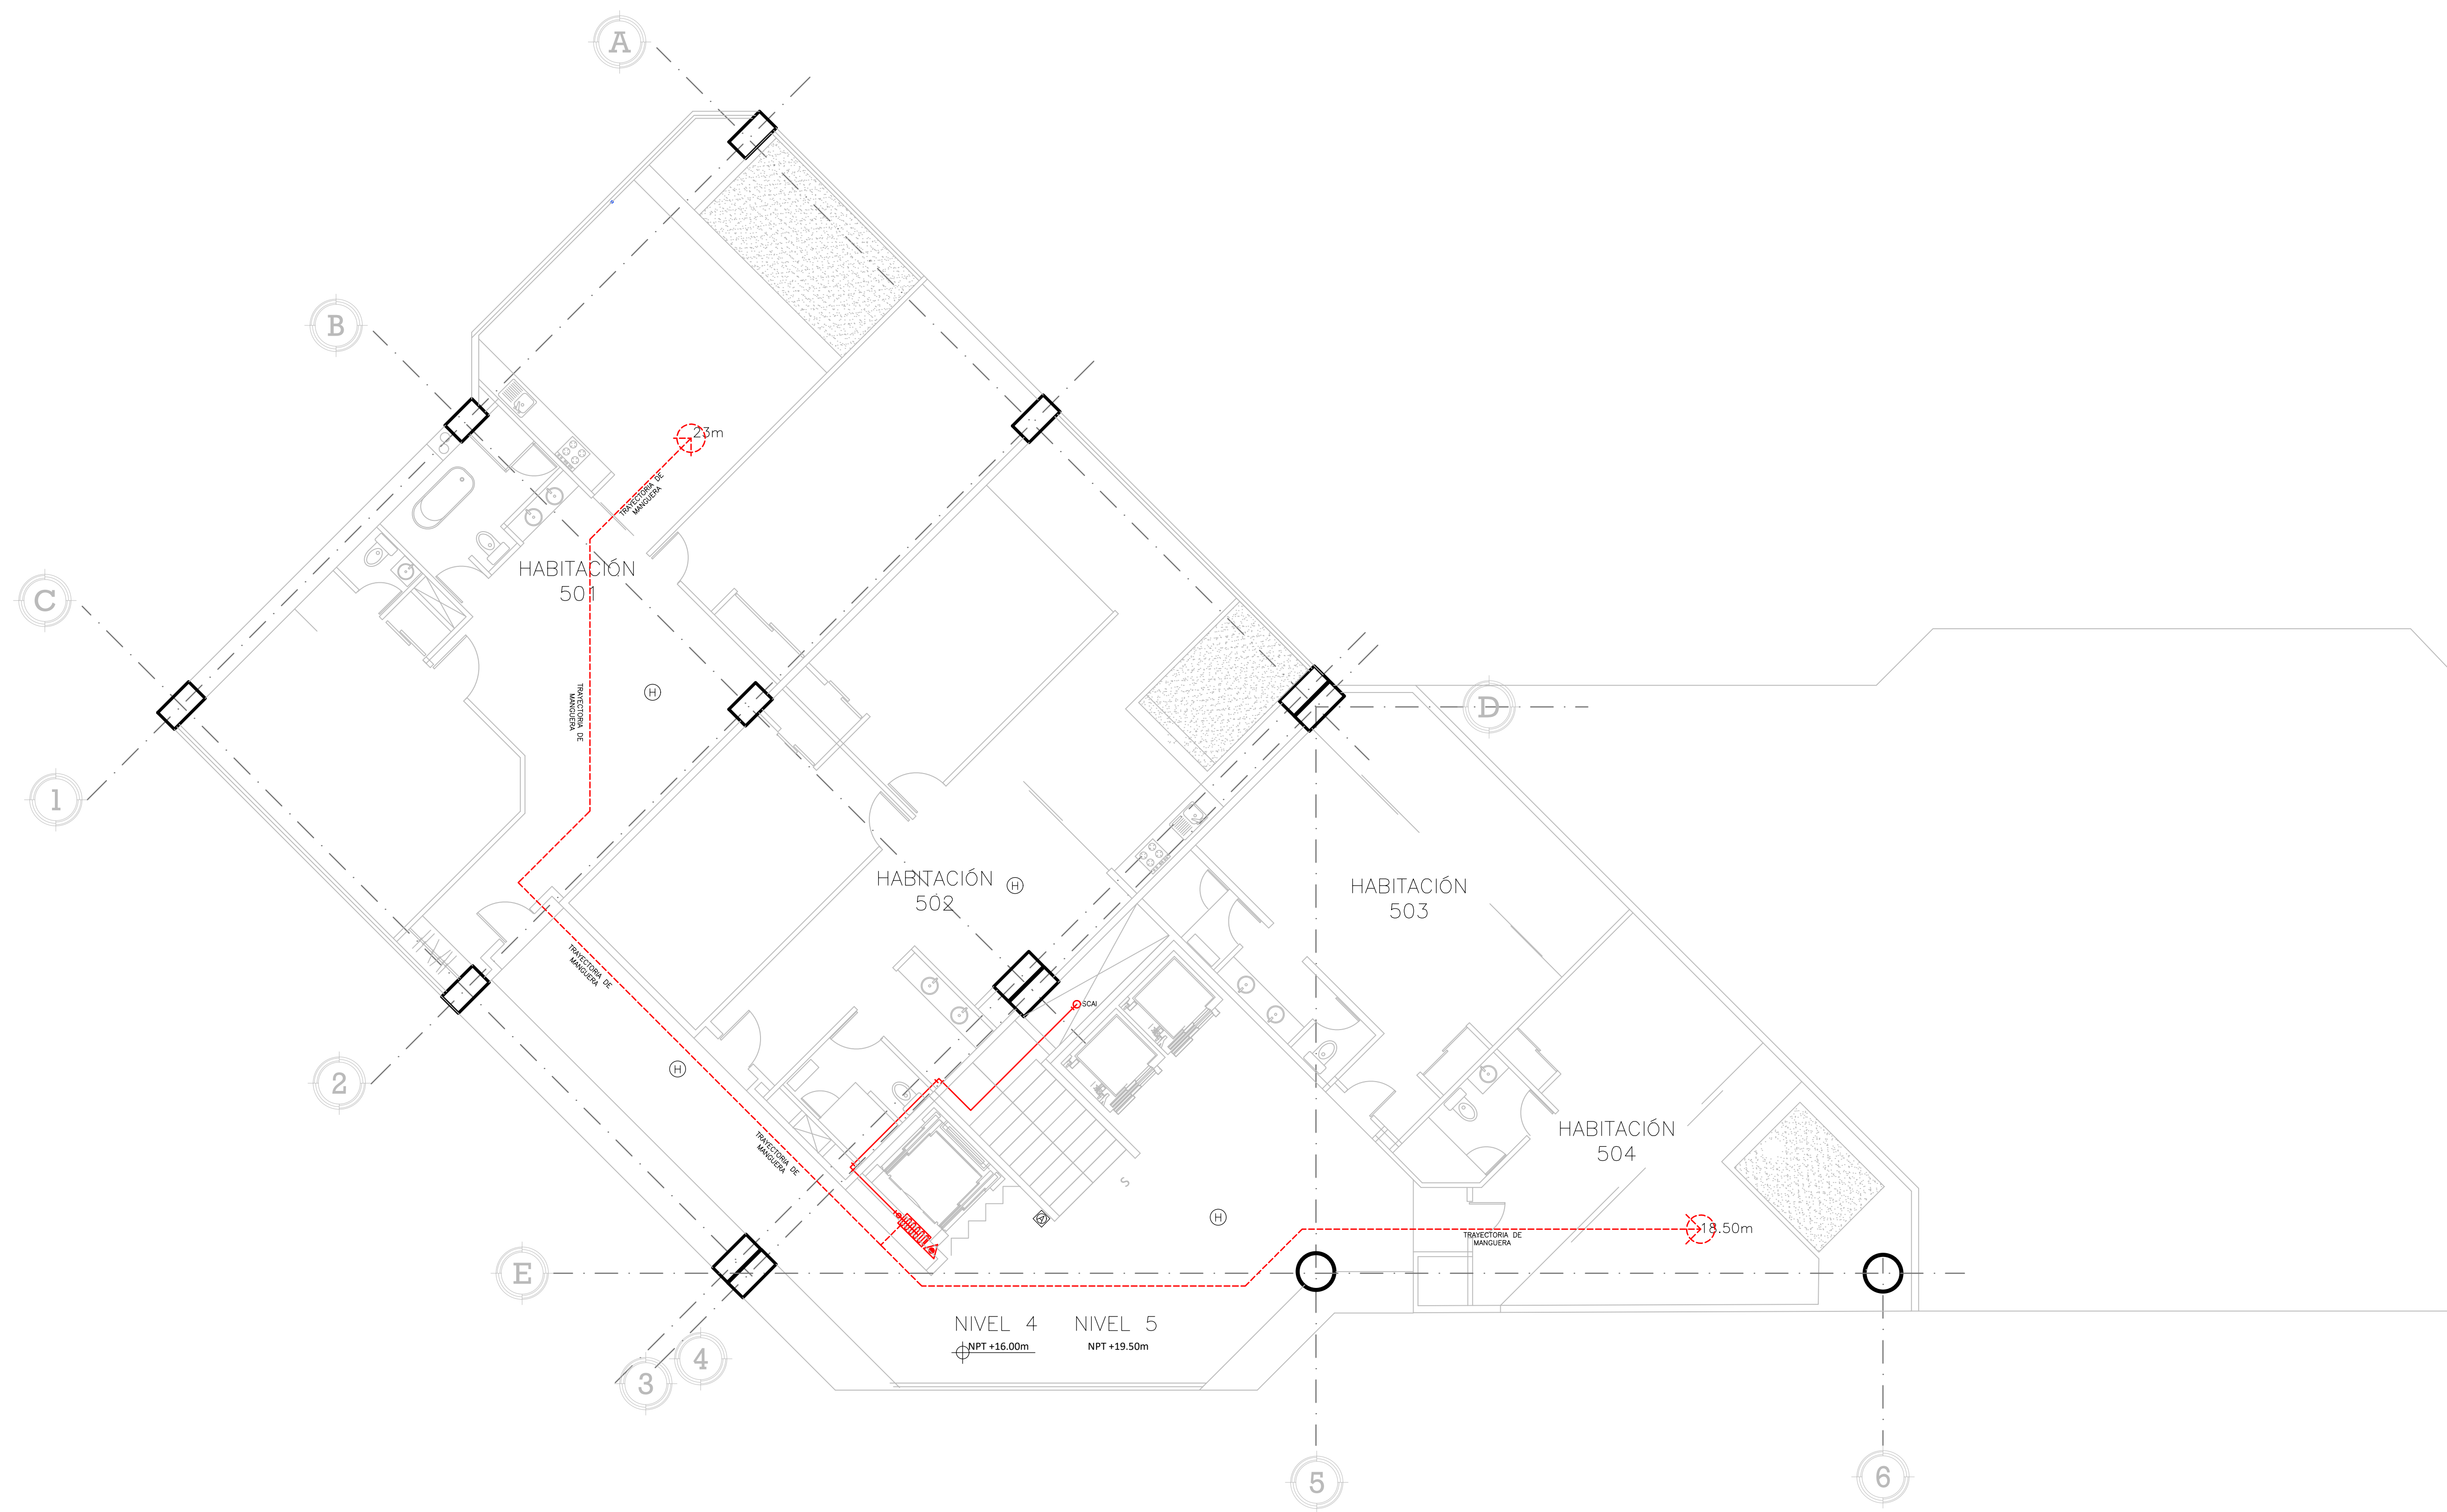 A
B
23m
TRAYECTORIA DE
MANGUERA
HABITACIÓN
501
C
D
H
TRAYECTORIA DE
MANGUERA
1
HABITACIÓN
502
H
HABITACIÓN
503
TRAYECTORIA DE
MANGUERA
SCAI
2
H
HABITACIÓN
504
TRAYECTORIA DE
MANGUERA
S
A
H
18.50m
TRAYECTORIA DE
MANGUERA
E
NIVEL 4
NIVEL 5
NPT +16.00m
NPT +19.50m
4
3
5
6